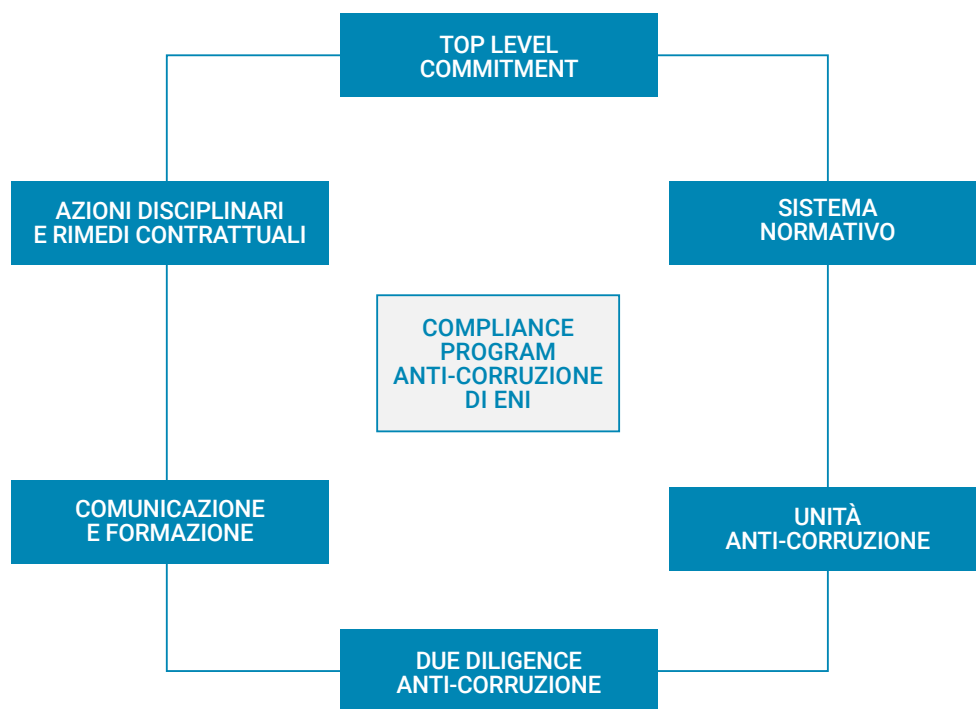 TOP LEVEL
COMMITMENT
AZIONI DISCIPLINARI
E RIMEDI CONTRATTUALI
SISTEMA
NORMATIVO
COMPLIANCE
PROGRAM
ANTI-CORRUZIONE
DI ENI
COMUNICAZIONE
E FORMAZIONE
UNITÀ
ANTI-CORRUZIONE
DUE DILIGENCE
ANTI-CORRUZIONE